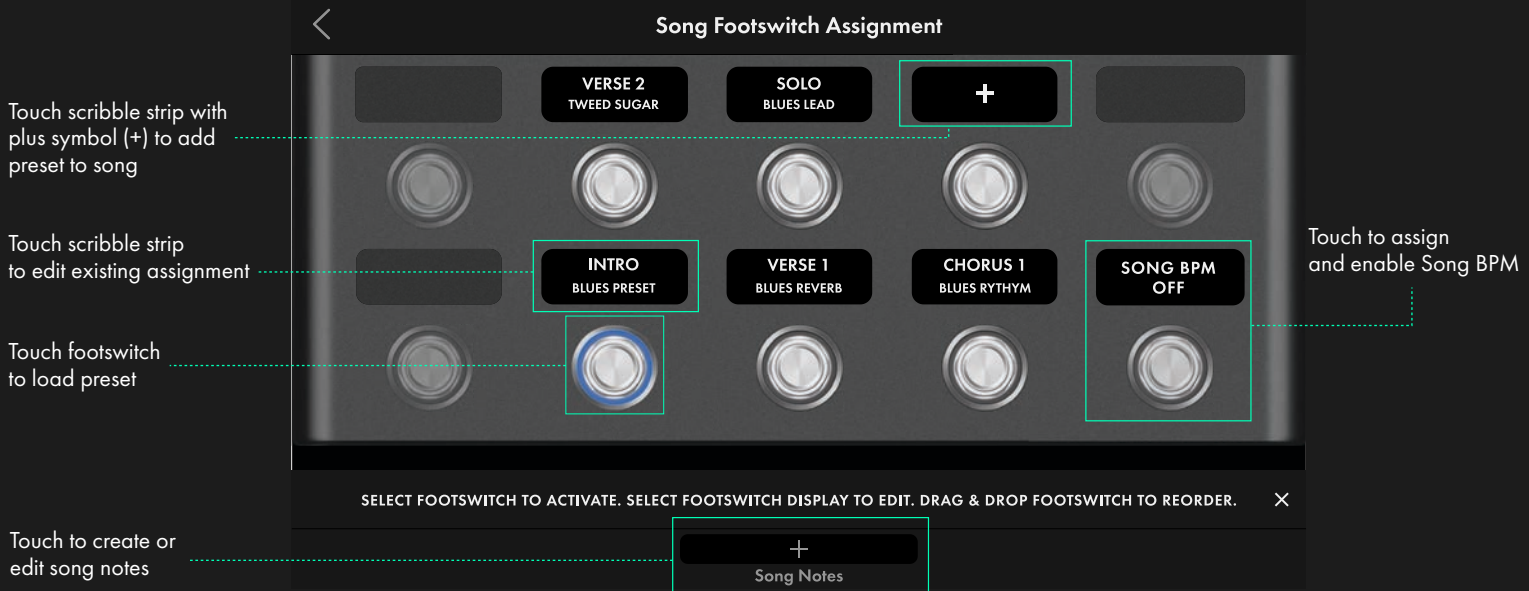 Song Footswitch Assignment
Touch scribble strip with
plus symbol (+) to add
preset to song
VERSE 2
TWEED SUGAR
SOLO
BLUES LEAD
+
Touch scribble strip
to edit existing assignment
INTRO
BLUES PRESET
VERSE 1
BLUES REVERB
CHORUS 1
BLUES RYTHYM
SONG BPM
OFF
Touch to assign
and enable Song BPM
Touch footswitch
to load preset
SELECT FOOTSWITCH TO ACTIVATE. SELECT FOOTSWITCH DISPLAY TO EDIT. DRAG & DROP FOOTSWITCH TO REORDER.
Touch to create or
edit song notes
+
Song Notes